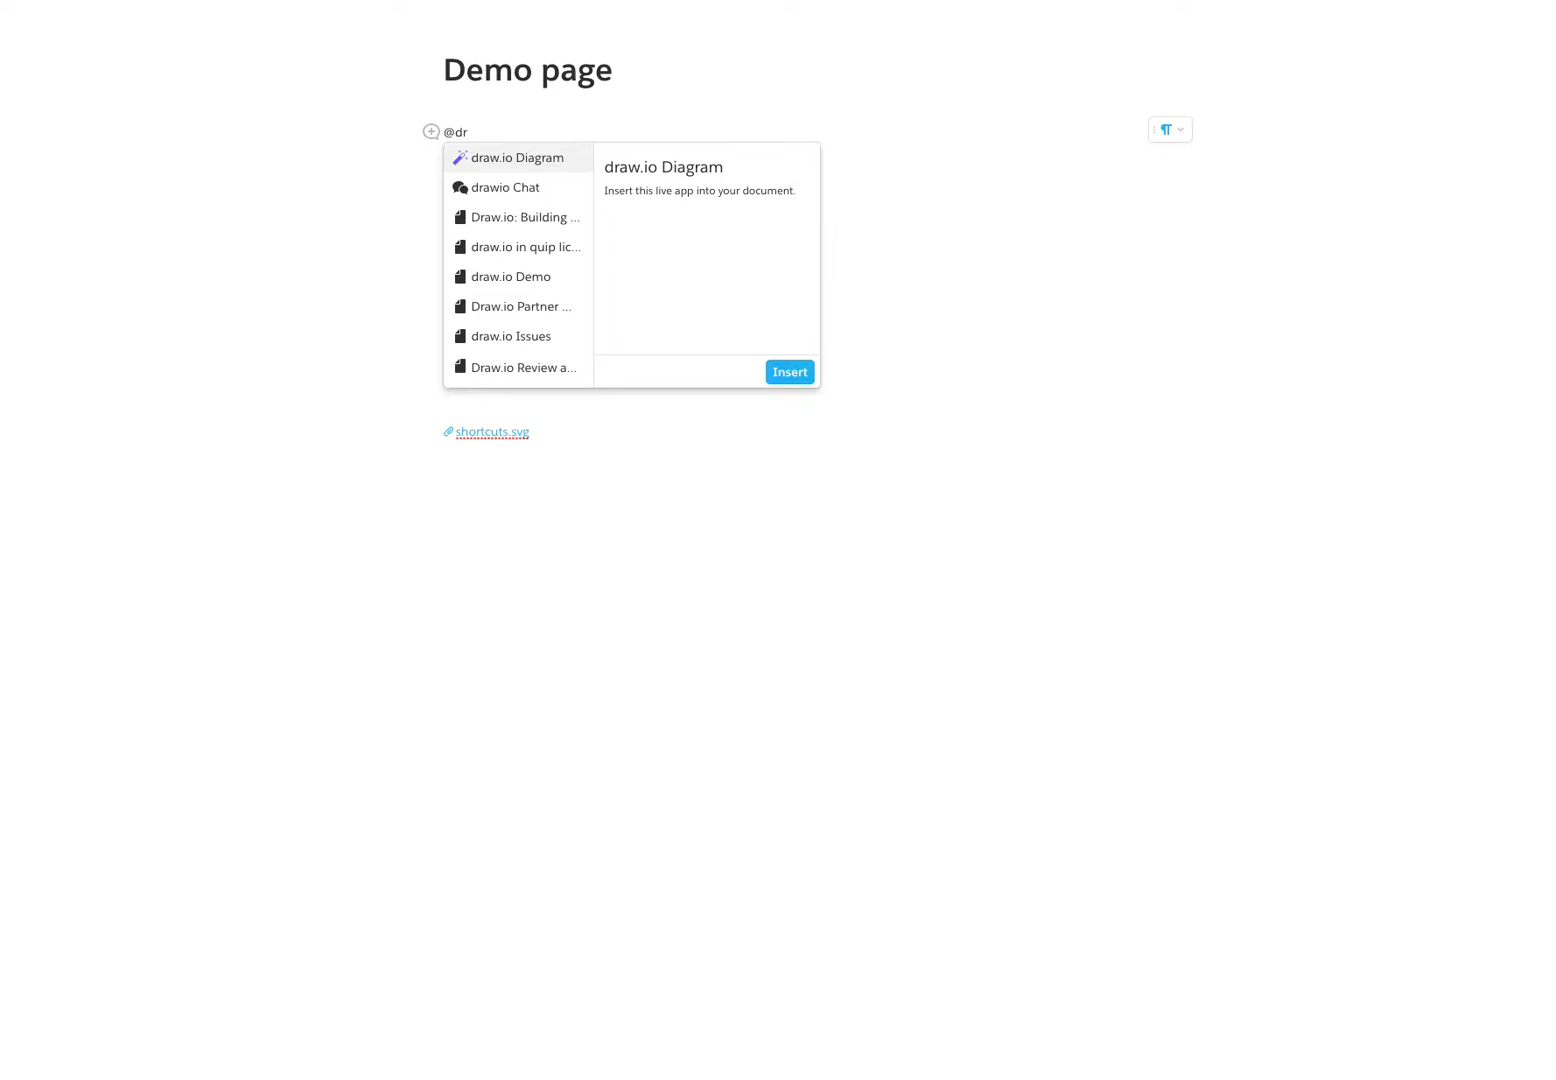 Demo page
@dr
draw.io Diagram
drawio Chat
Draw.io: Building ...
draw.io in quip lic...
draw.io Demo
Draw.io Partner ...
draw.io Issues
Draw.io Review a...
draw.io Diagram
Insert this live app into your document.
Insert
shortcuts.svg